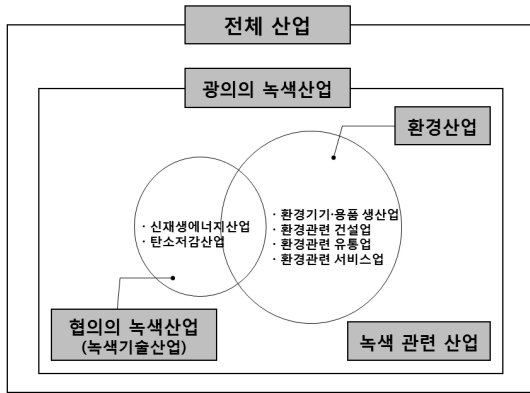 전체 산업
광의의 녹색산업
환경산업
· 신재생에너지산업
· 탄소저감산업
· 환경기기·용품 생산업
· 환경관련 건설업
· 환경관련 유통업
· 환경관련 서비스업
협의의 녹색산업
(녹색기술산업)
녹색 관련 산업